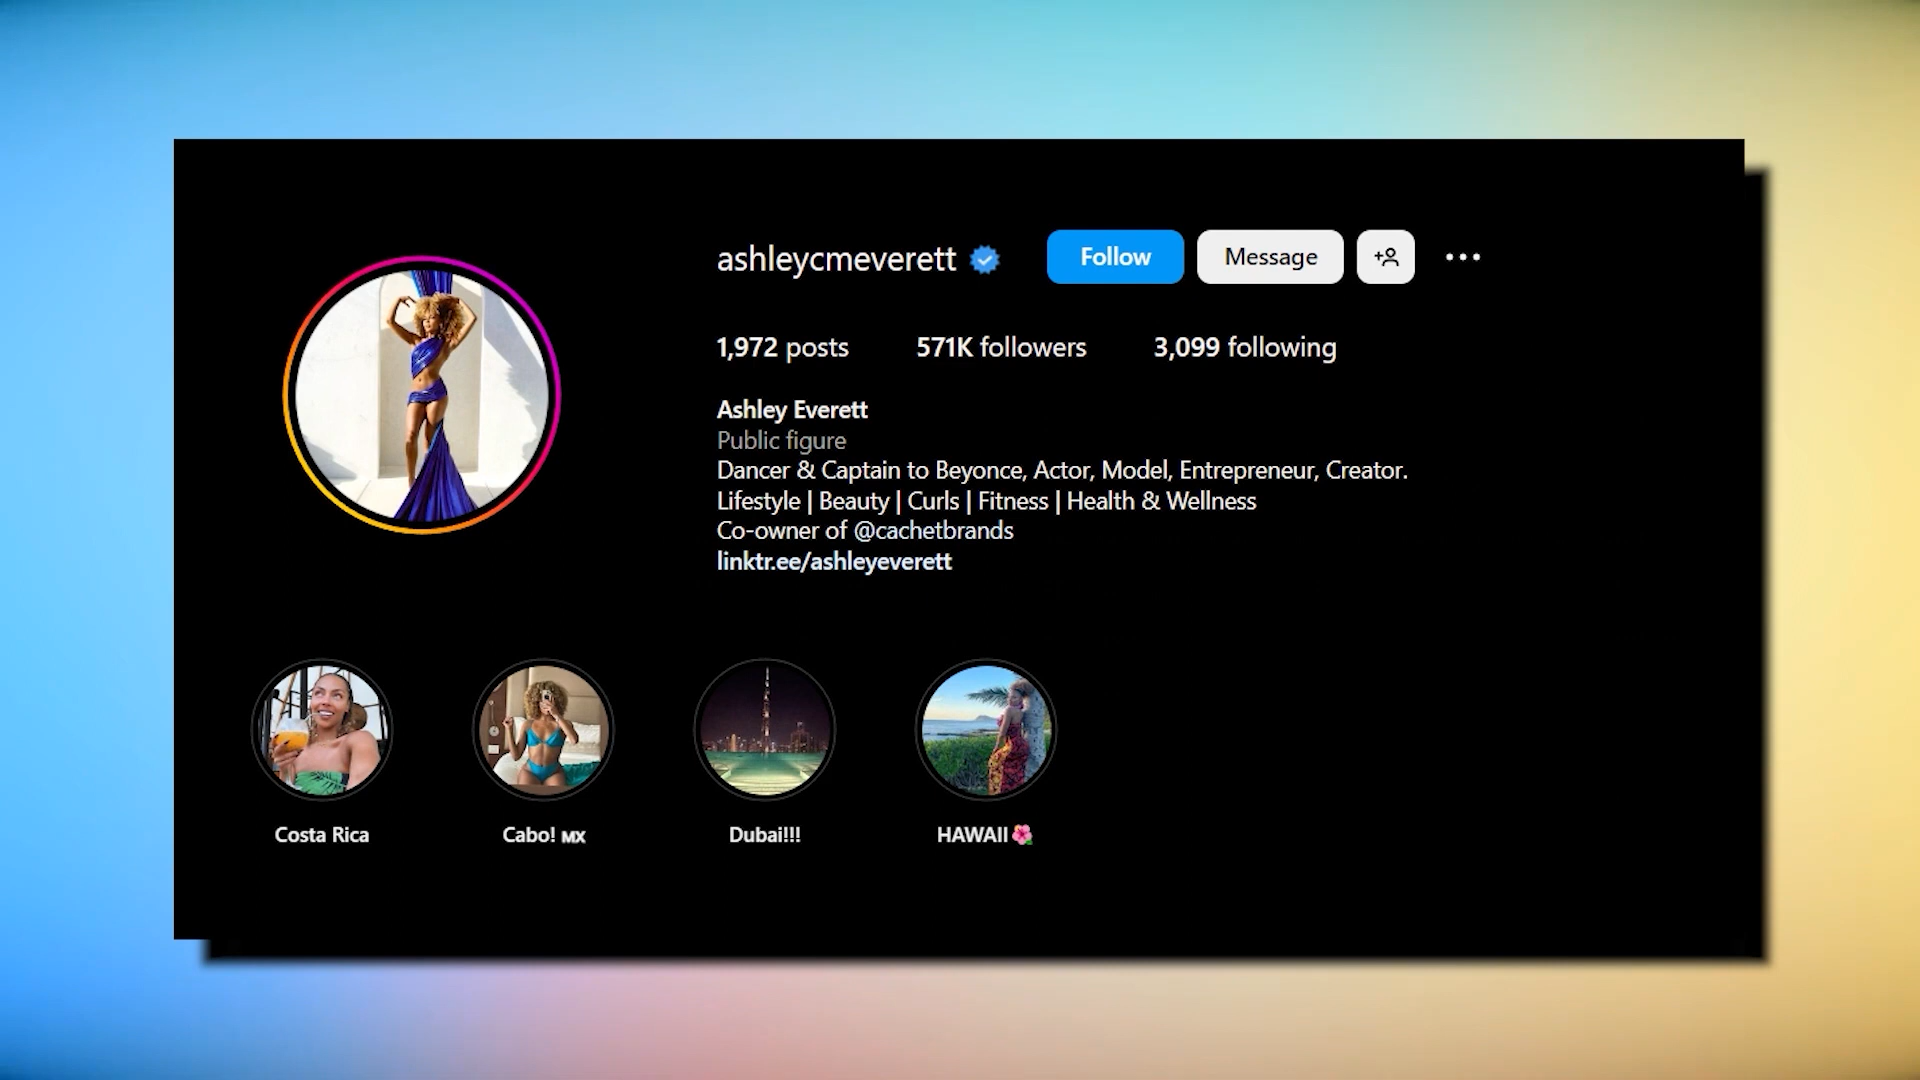 ashleycmeverett
Follow
Message
1,972 posts
571K followers
3,099 following
Ashley Everett
Public figure
Dancer & Captain to Beyonce, Actor, Model, Entrepreneur, Creator.
Lifestyle | Beauty | Curls | Fitness | Health & Wellness
Co-owner of @cachetbrands
linktr.ee/ashleyeverett
Costa Rica
Cabo! MX
Dubai!!!
HAWAII🌺